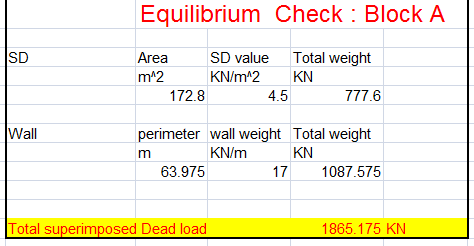 Equilibrium Check : Block A
SD Area SD value Total weight
m^2 KN/m^2 KN
172.8 4.5 777.6
Wall perimeter wall weight Total weight
m KN/m KN
63.975 17 1087.575
Total superimposed Dead load 1865.175 KN